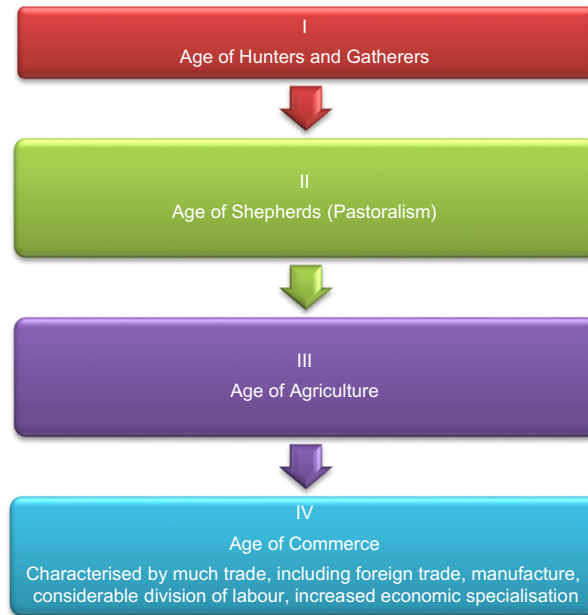 I
Age of Hunters and Gatherers
II
Age of Shepherds (Pastoralism)
III
Age of Agriculture
IV
Age of Commerce
Characterised by much trade, including foreign trade, manufacture,
considerable division of labour, increased economic specialisation